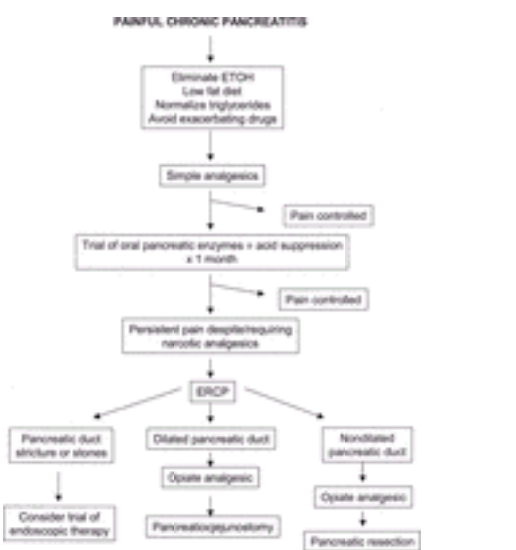 PAINFUL CHRONIC PANCREATITIS
Eliminate ETOH
Low fat diet
Normalize triglycerides
Avoid exacerbating drugs
Simple analgesics
Pain controlled
Trial of oral pancreatic enzymes + acid suppression
x 1 month
Pain controlled
Persistent pain despite/requiring
narcotic analgesics
ERCP
Pancreatic duct
stricture or stones
Dilated pancreatic duct
Nondilated
pancreatic duct
Opiate analgesic
Opiate analgesic
Consider trial of
endoscopic therapy
Pancreaticojejunostomy
Pancreatic resection